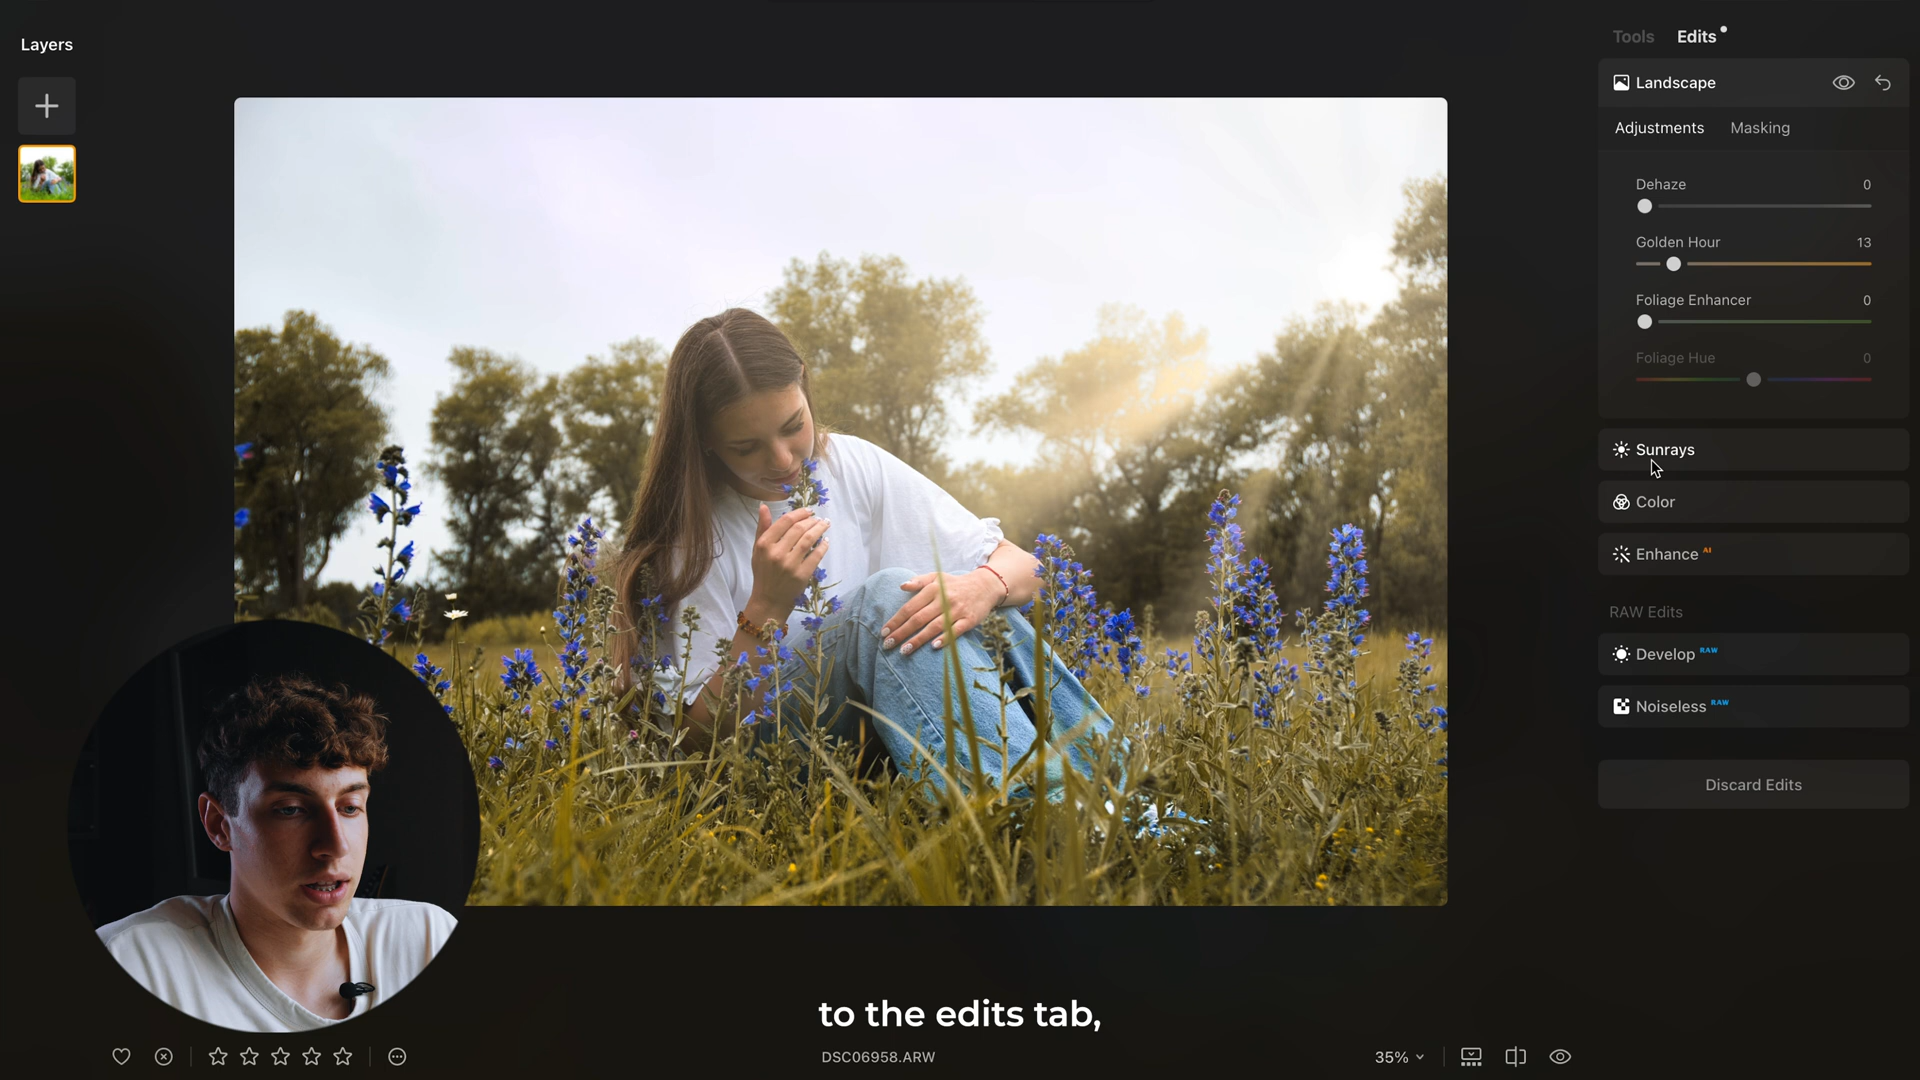 Layers
Tools
Edits
Landscape
Adjustments
Masking
Dehaze
0
Golden Hour
13
Foliage Enhancer
0
Foliage Hue
0
Sunrays
Color
Enhance AI
RAW Edits
Develop RAW
Noiseless RAW
Discard Edits
to the edits tab,
DSC06958.ARW
35%